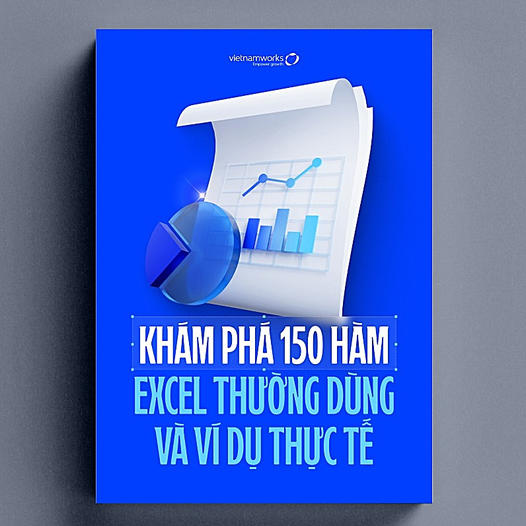 vietnamworks
Empower growth
KHÁM PHÁ 150 HÀM
EXCEL THƯỜNG DÙNG
VÀ VÍ DỤ THỰC TẾ